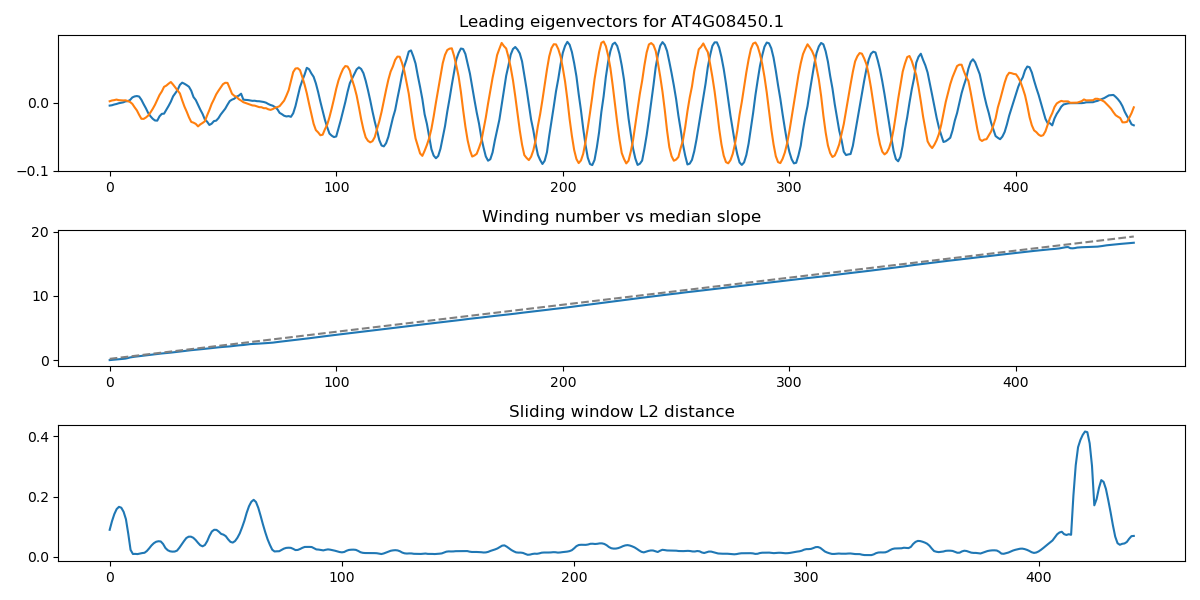 Leading eigenvectors for AT4G08450.1
0.0
−0.1
0 100 200 300 400
Winding number vs median slope
20
10
0
0 100 200 300 400
Sliding window L2 distance
0.4
0.2
0.0
0 100 200 300 400